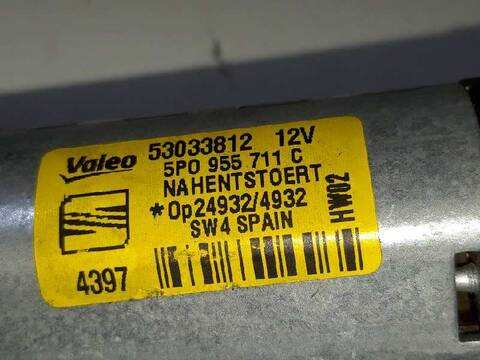 Valeo 53033812 12V
5P0 955 711 C
NAHENTSTOERT
*Op24932/4932
SW4 SPAIN
4397
HW02